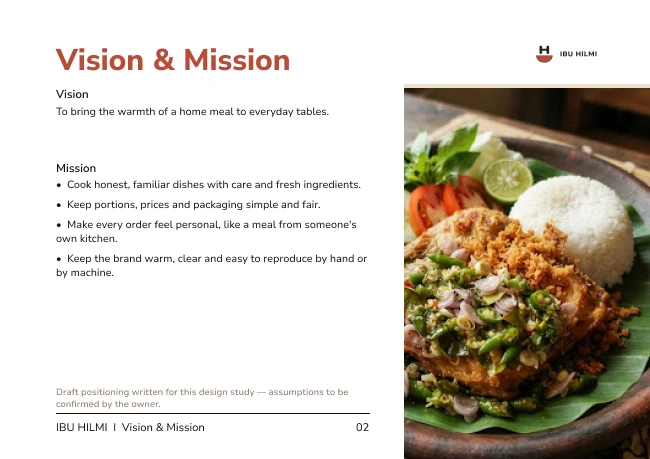 Vision & Mission
H
IBU HILMI
Vision
To bring the warmth of a home meal to everyday tables.
Mission
• Cook honest, familiar dishes with care and fresh ingredients.
• Keep portions, prices and packaging simple and fair.
• Make every order feel personal, like a meal from someone's
own kitchen.
• Keep the brand warm, clear and easy to reproduce by hand or
by machine.
Draft positioning written for this design study — assumptions to be
confirmed by the owner.
IBU HILMI I Vision & Mission 02